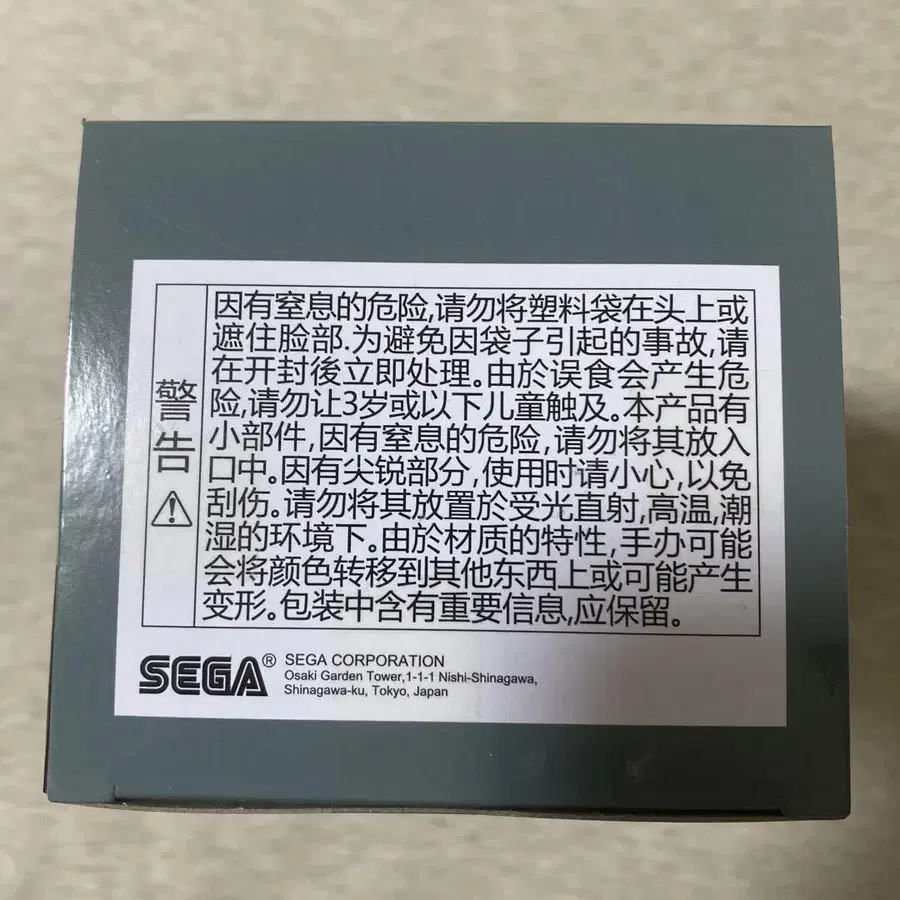 警告
因有窒息的危险,请勿将塑料袋在头上或
遮住脸部.为避免因袋子引起的事故,请
在开封後立即处理。由於误食会产生危
险,请勿让3岁或以下儿童触及。本产品有
小部件,因有窒息的危险,请勿将其放入
口中。因有尖锐部分,使用时请小心,以免
刮伤。请勿将其放置於受光直射,高温,潮
湿的环境下。由於材质的特性,手办可能
会将颜色转移到其他东西上或可能产生
变形。包装中含有重要信息,应保留。
SEGA®
SEGA CORPORATION
Osaki Garden Tower,1-1-1 Nishi-Shinagawa,
Shinagawa-ku, Tokyo, Japan